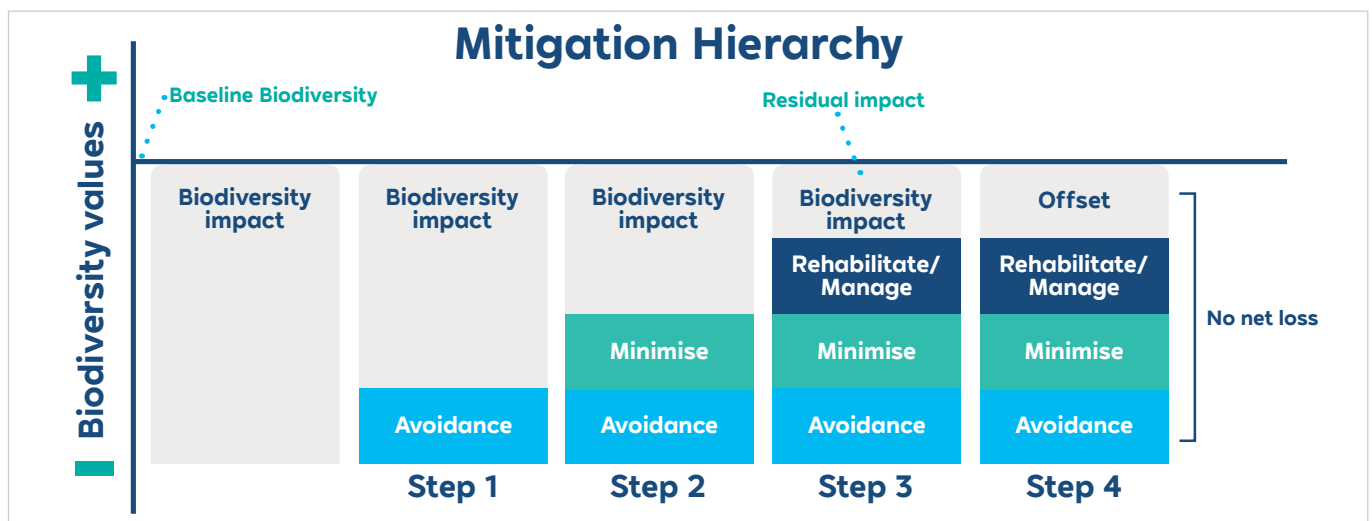 Mitigation Hierarchy
Biodiversity values
Baseline Biodiversity
Residual impact
Biodiversity
impact
Biodiversity
impact
Avoidance
Step 1
Biodiversity
impact
Minimise
Avoidance
Step 2
Biodiversity
impact
Rehabilitate/
Manage
Minimise
Avoidance
Step 3
Offset
Rehabilitate/
Manage
Minimise
Avoidance
Step 4
No net loss